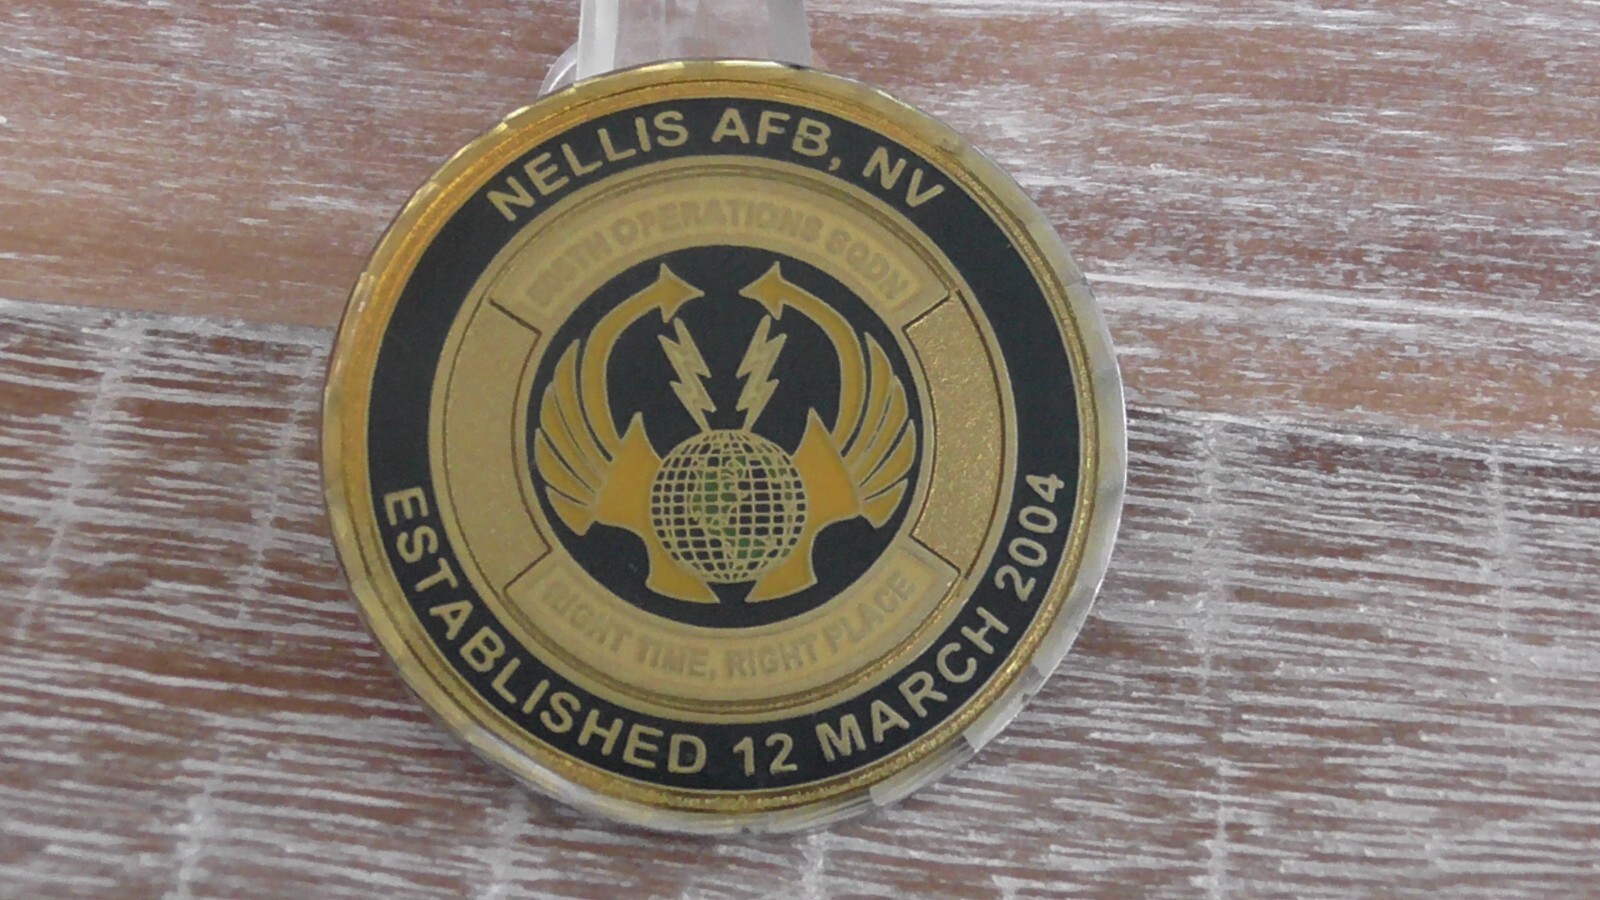 NELLIS AFB, NV
OPERATIONS SQDN
RIGHT TIME, RIGHT PLACE
ESTABLISHED 12 MARCH 2004